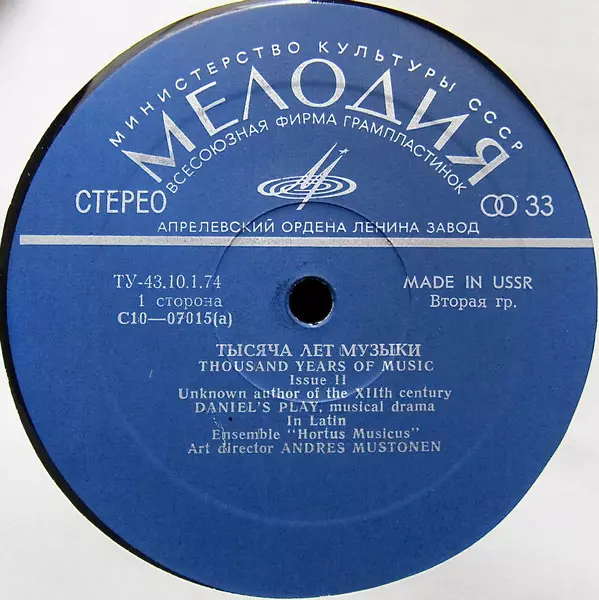 МИНИСТЕРСТВО КУЛЬТУРЫ СССР
МЕЛОДИЯ
ВСЕСОЮЗНАЯ ФИРМА ГРАМПЛАСТИНОК
СТЕРЕО
33
АПРЕЛЕВСКИЙ ОРДЕНА ЛЕНИНА ЗАВОД
ТУ-43.10.1.74
MADE IN USSR
1 сторона
Вторая гр.
С10—07015(а)
ТЫСЯЧА ЛЕТ МУЗЫКИ
THOUSAND YEARS OF MUSIC
Issue II
Unknown author of the XIIth century
DANIEL'S PLAY, musical drama
In Latin
Ensemble "Hortus Musicus"
Art director ANDRES MUSTONEN